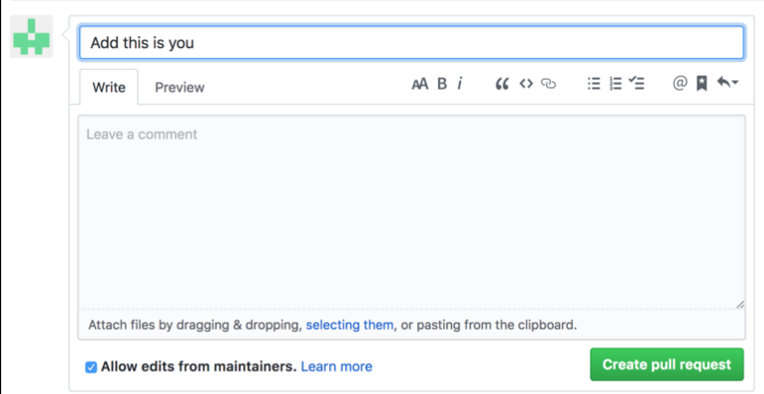 Add this is you
Write Preview AA B i “ <> @
Leave a comment
Attach files by dragging & dropping, selecting them, or pasting from the clipboard.
Allow edits from maintainers. Learn more Create pull request